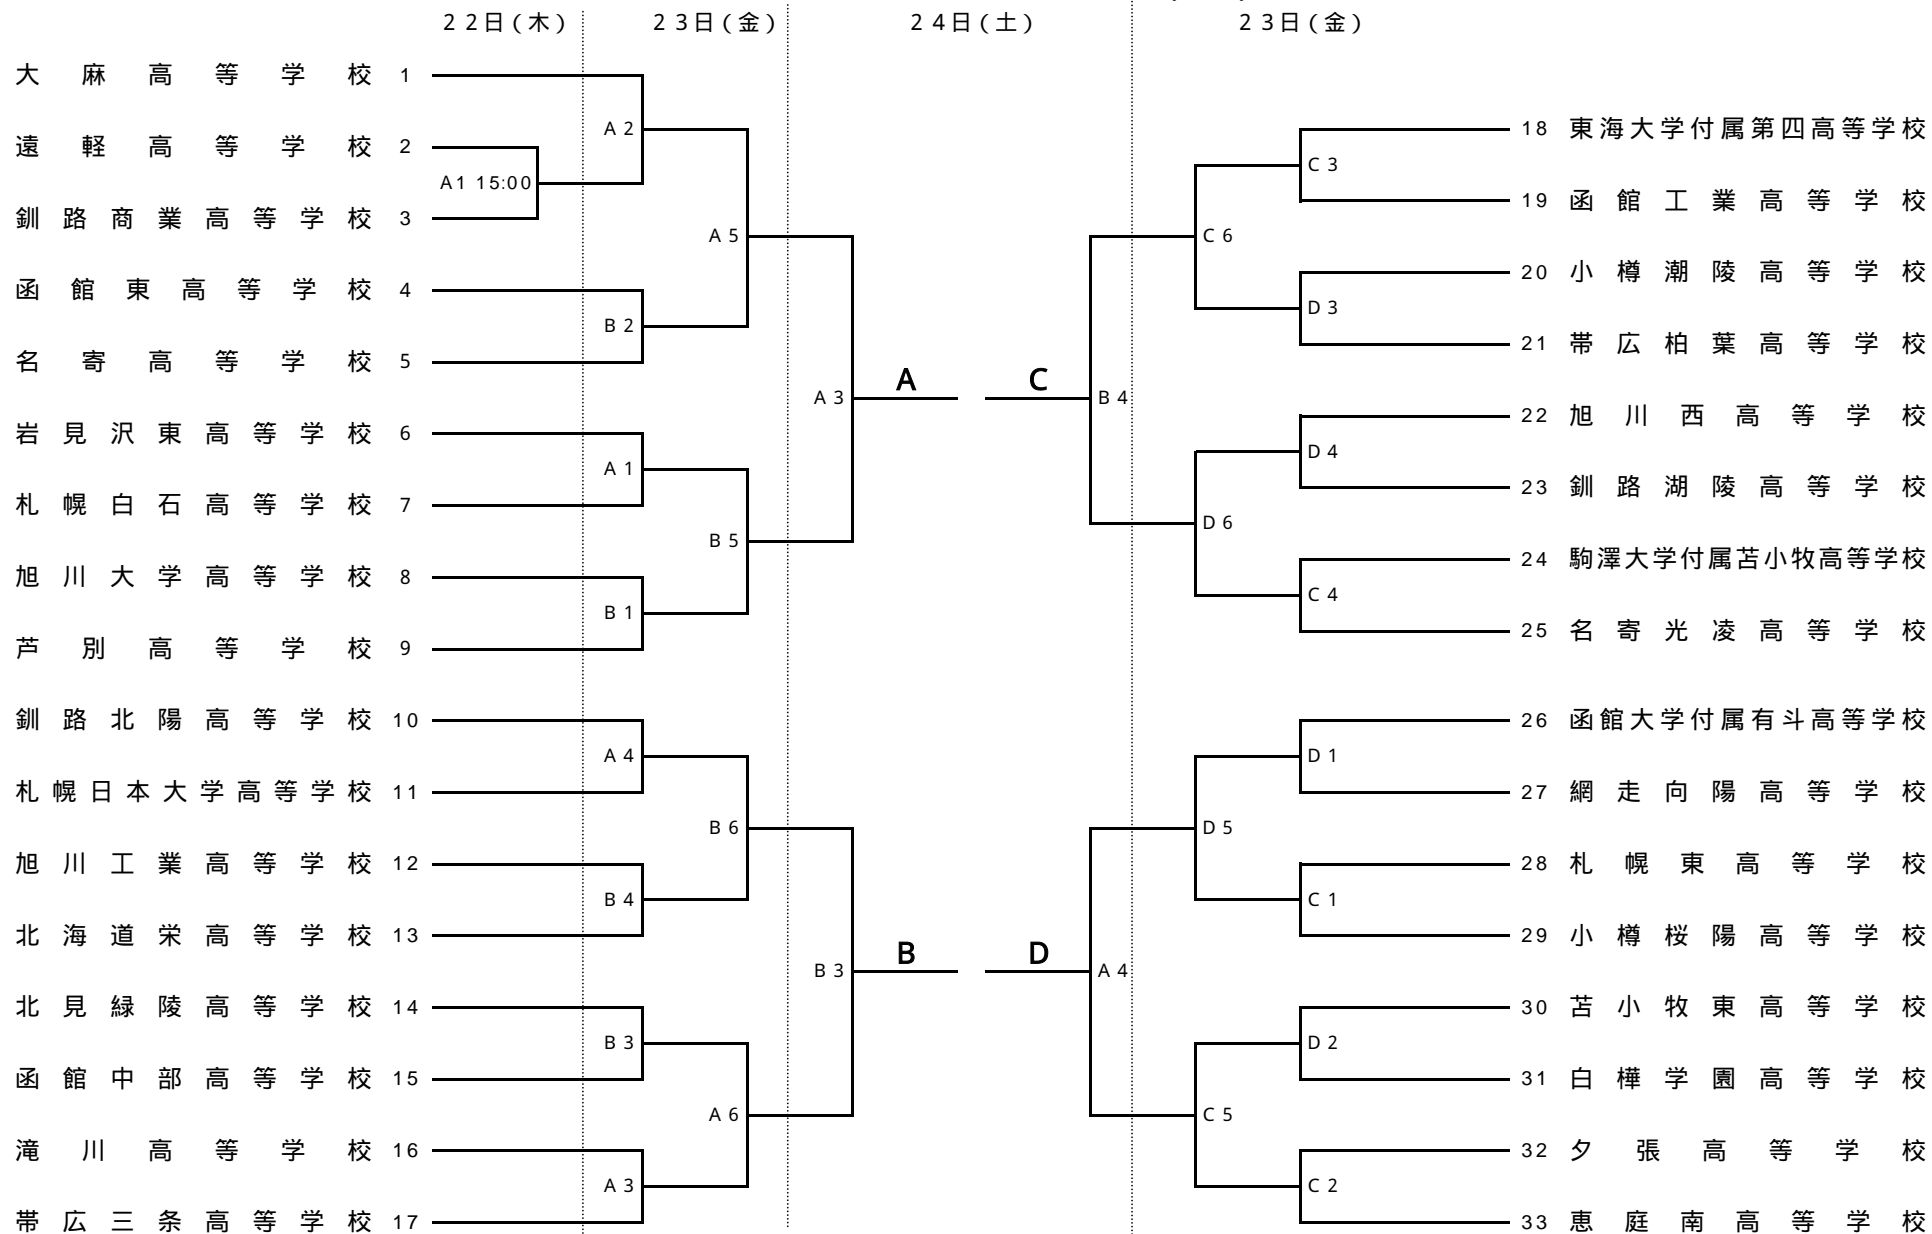 22日(木) 23日(金) 24日(土) 23日(金)
大麻高等学校 1
A2
18 東海大学付属第四高等学校
遠軽高等学校 2
C3
A1 15:00
19 函館工業高等学校
釧路商業高等学校 3
A5
C6
20 小樽潮陵高等学校
函館東高等学校 4
D3
B2
21 帯広柏葉高等学校
名寄高等学校 5
A C
A3
B4
22 旭川西高等学校
岩見沢東高等学校 6
D4
A1
23 釧路湖陵高等学校
札幌白石高等学校 7
D6
B5
24 駒澤大学付属苫小牧高等学校
旭川大学高等学校 8
C4
B1
25 名寄光凌高等学校
芦別高等学校 9
釧路北陽高等学校 10
26 函館大学付属有斗高等学校
A4
D1
札幌日本大学高等学校 11
27 網走向陽高等学校
B6
D5
旭川工業高等学校 12
28 札幌東高等学校
B4
C1
北海道栄高等学校 13
29 小樽桜陽高等学校
B D
B3
A4
北見緑陵高等学校 14
30 苫小牧東高等学校
B3
D2
函館中部高等学校 15
31 白樺学園高等学校
A6
C5
滝川高等学校 16
32 夕張高等学校
A3
C2
帯広三条高等学校 17
33 恵庭南高等学校